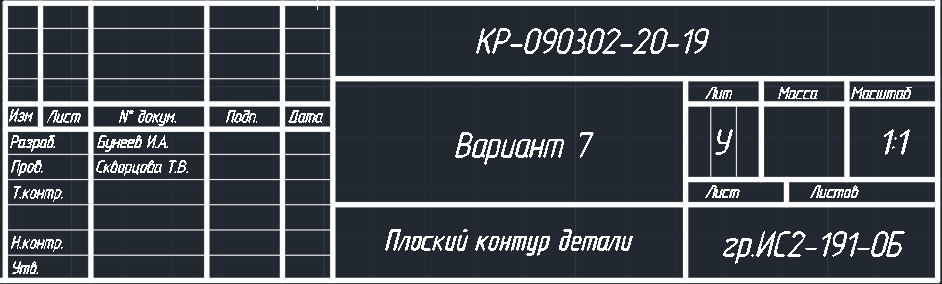 КР-090302-20-19
Лит Масса Масштаб
Изм Лист № докум. Подп. Дата
Разраб. Бунеев И.А.
Вариант 7
У
1:1
Пров. Скворцова Т.В.
Т.контр.
Лист Листов
Н.контр.
Плоский контур детали
гр.ИС2-191-ОБ
Утв.